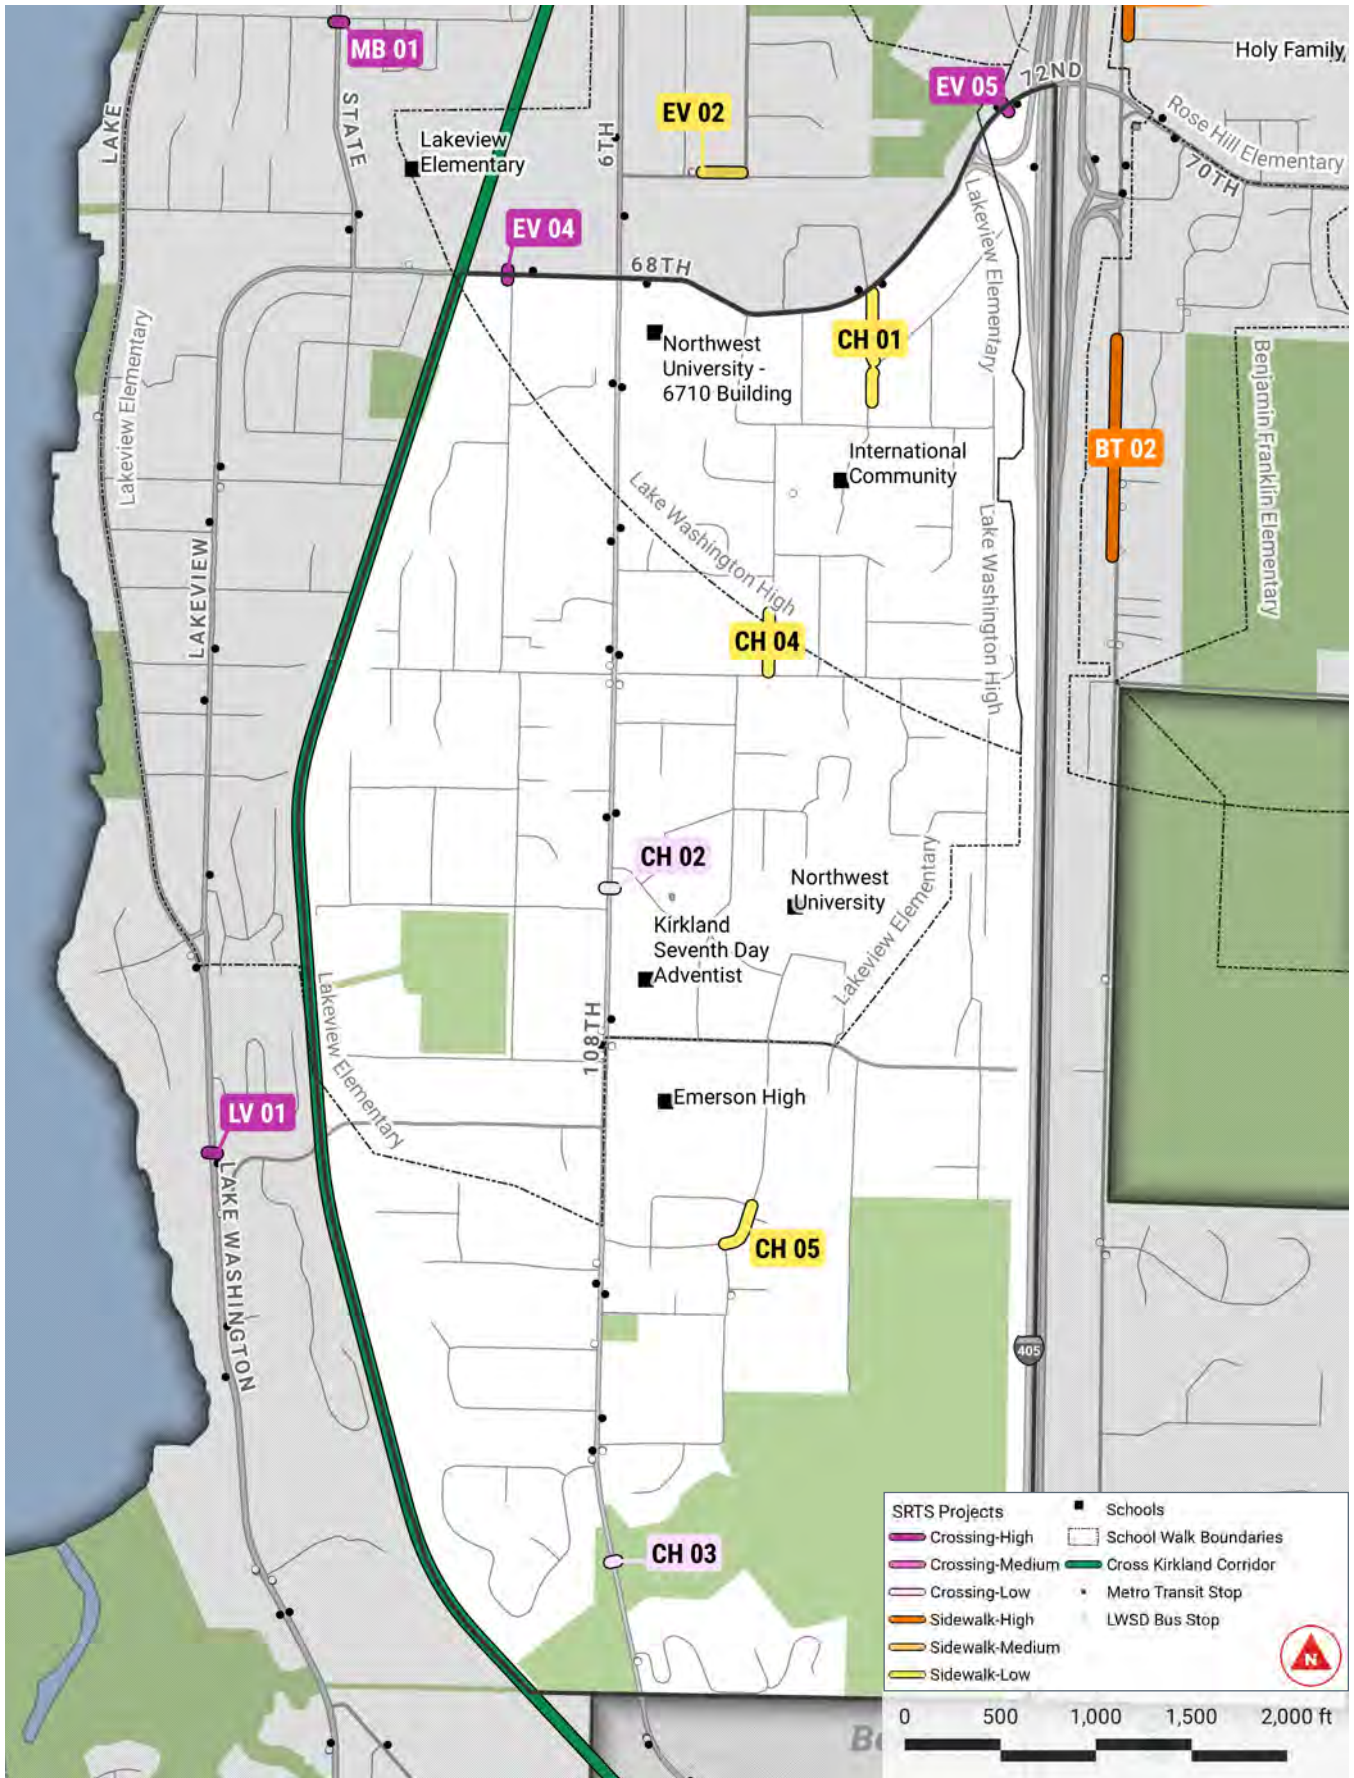 MB 01
LAKE
STATE
Lakeview
Elementary
6TH
EV 02
EV 05
72ND
Holy Family
Rose Hill Elementary
70TH
EV 04
68TH
Lakeview Elementary
Lakeview Elementary
Northwest
University -
6710 Building
CH 01
Benjamin Franklin Elementary
BT 02
International
Community
Lake Washington High
Lake Washington High
LAKEVIEW
CH 04
CH 02
Northwest
University
Lakeview Elementary
Kirkland
Seventh Day
Adventist
Lakeview Elementary
108TH
Emerson High
LV 01
LAKE WASHINGTON
CH 05
405
CH 03
SRTS Projects
Crossing-High
Crossing-Medium
Crossing-Low
Sidewalk-High
Sidewalk-Medium
Sidewalk-Low
Schools
School Walk Boundaries
Cross Kirkland Corridor
Metro Transit Stop
LWSD Bus Stop
N
0 500 1,000 1,500 2,000 ft